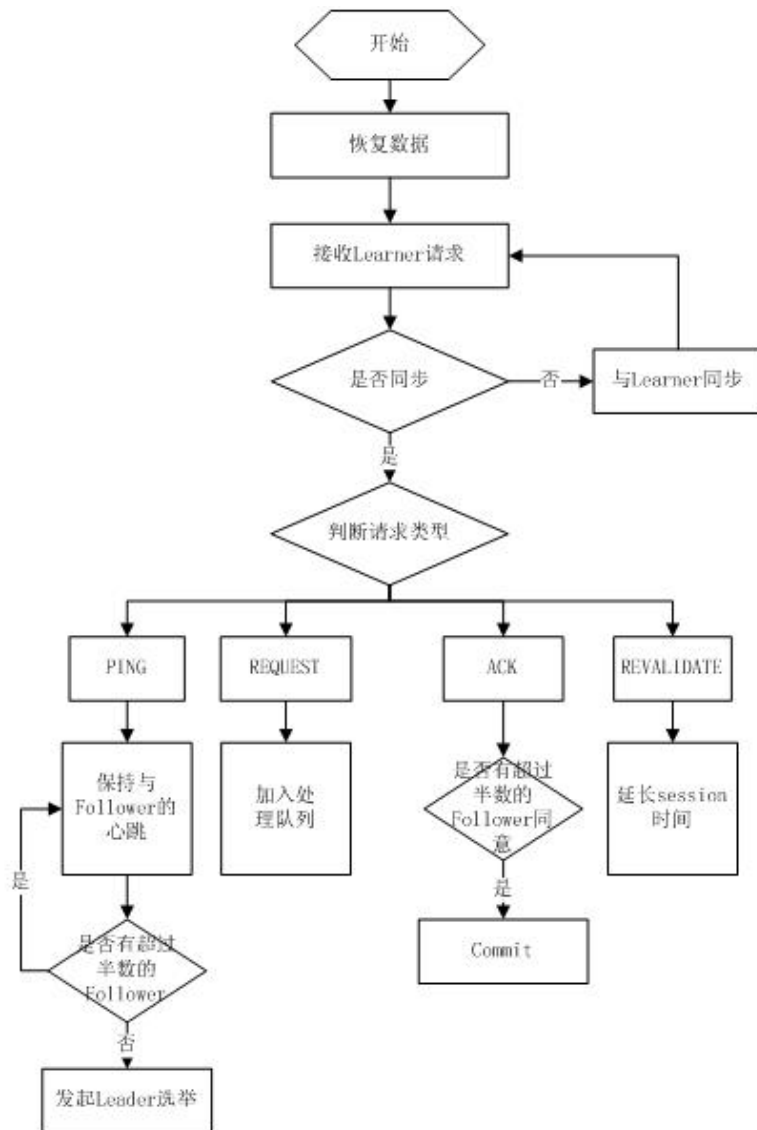 开始
恢复数据
接收Learner请求
是否同步
否
与Learner同步
是
判断请求类型
PING
REQUEST
ACK
REVALIDATE
保持与
Follower的
心跳
加入处
理队列
是否有超过
半数的
Follower同
意
延长session
时间
是
是
Commit
是否有超过
半数的
Follower
否
发起Leader选举